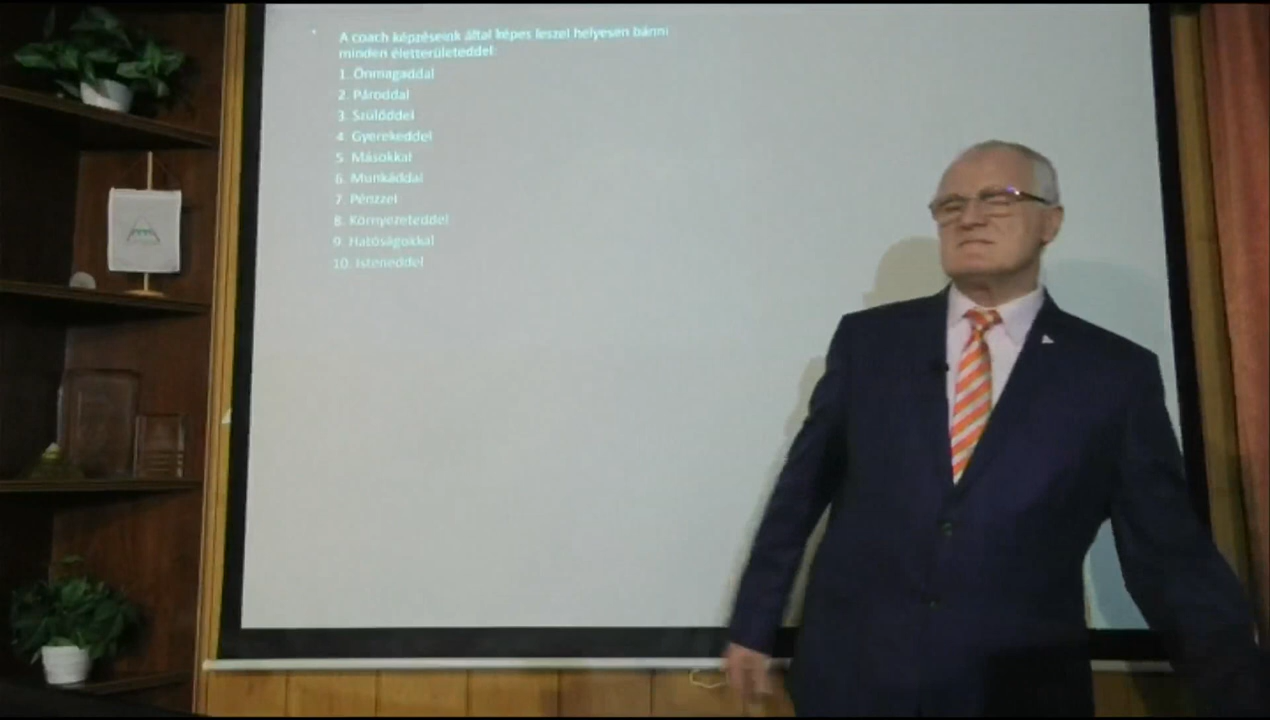 A coach képzéseink által képes leszel helyesen bánni
minden életterületeddel:
1. Önmagaddal
2. Pároddal
3. Szülőddel
4. Gyerekeddel
5. Másokkal
6. Munkáddal
7. Pénzzel
8. Környezeteddel
9. Hatóságokkal
10. Isteneddel